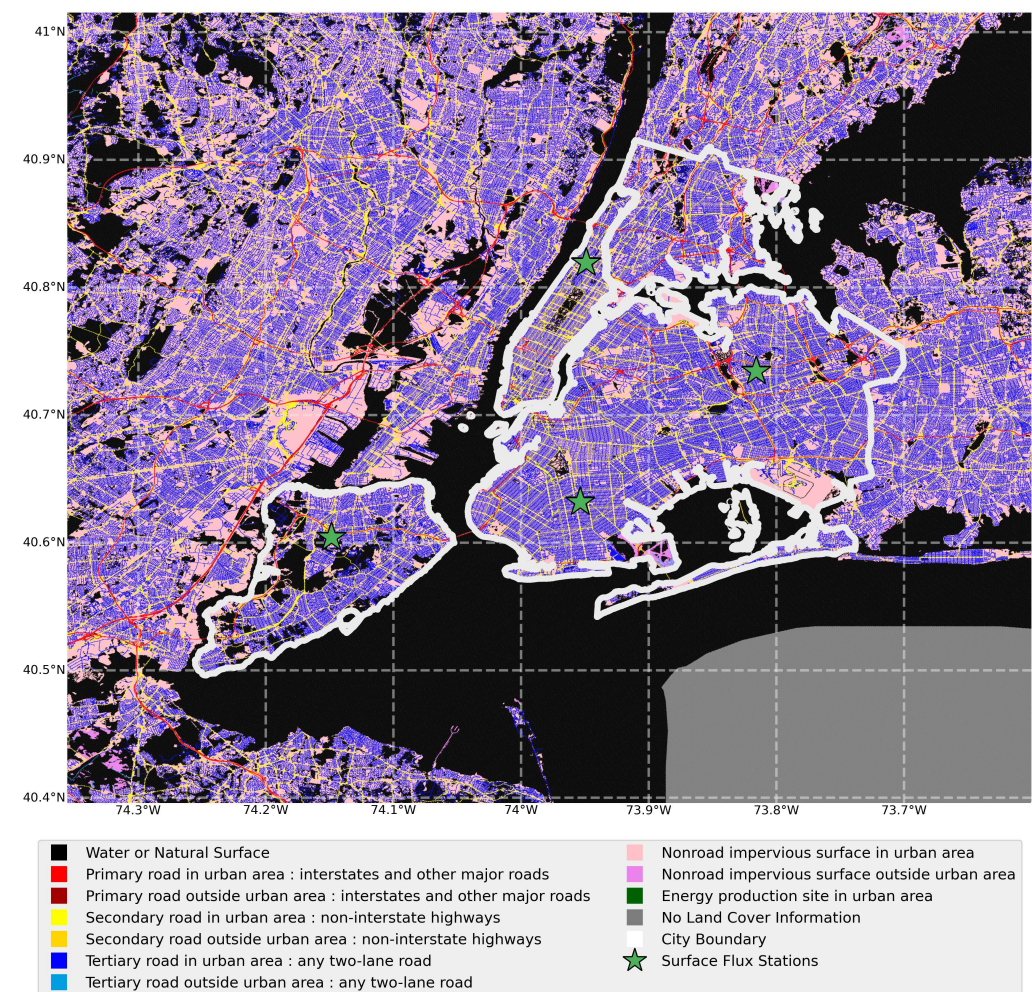 41°N
40.9°N
40.8°N
40.7°N
40.6°N
40.5°N
40.4°N
74.3°W 74.2°W 74.1°W 74°W 73.9°W 73.8°W 73.7°W
Water or Natural Surface
Primary road in urban area : interstates and other major roads
Primary road outside urban area : interstates and other major roads
Secondary road in urban area : non-interstate highways
Secondary road outside urban area : non-interstate highways
Tertiary road in urban area : any two-lane road
Tertiary road outside urban area : any two-lane road
Nonroad impervious surface in urban area
Nonroad impervious surface outside urban area
Energy production site in urban area
No Land Cover Information
City Boundary
Surface Flux Stations